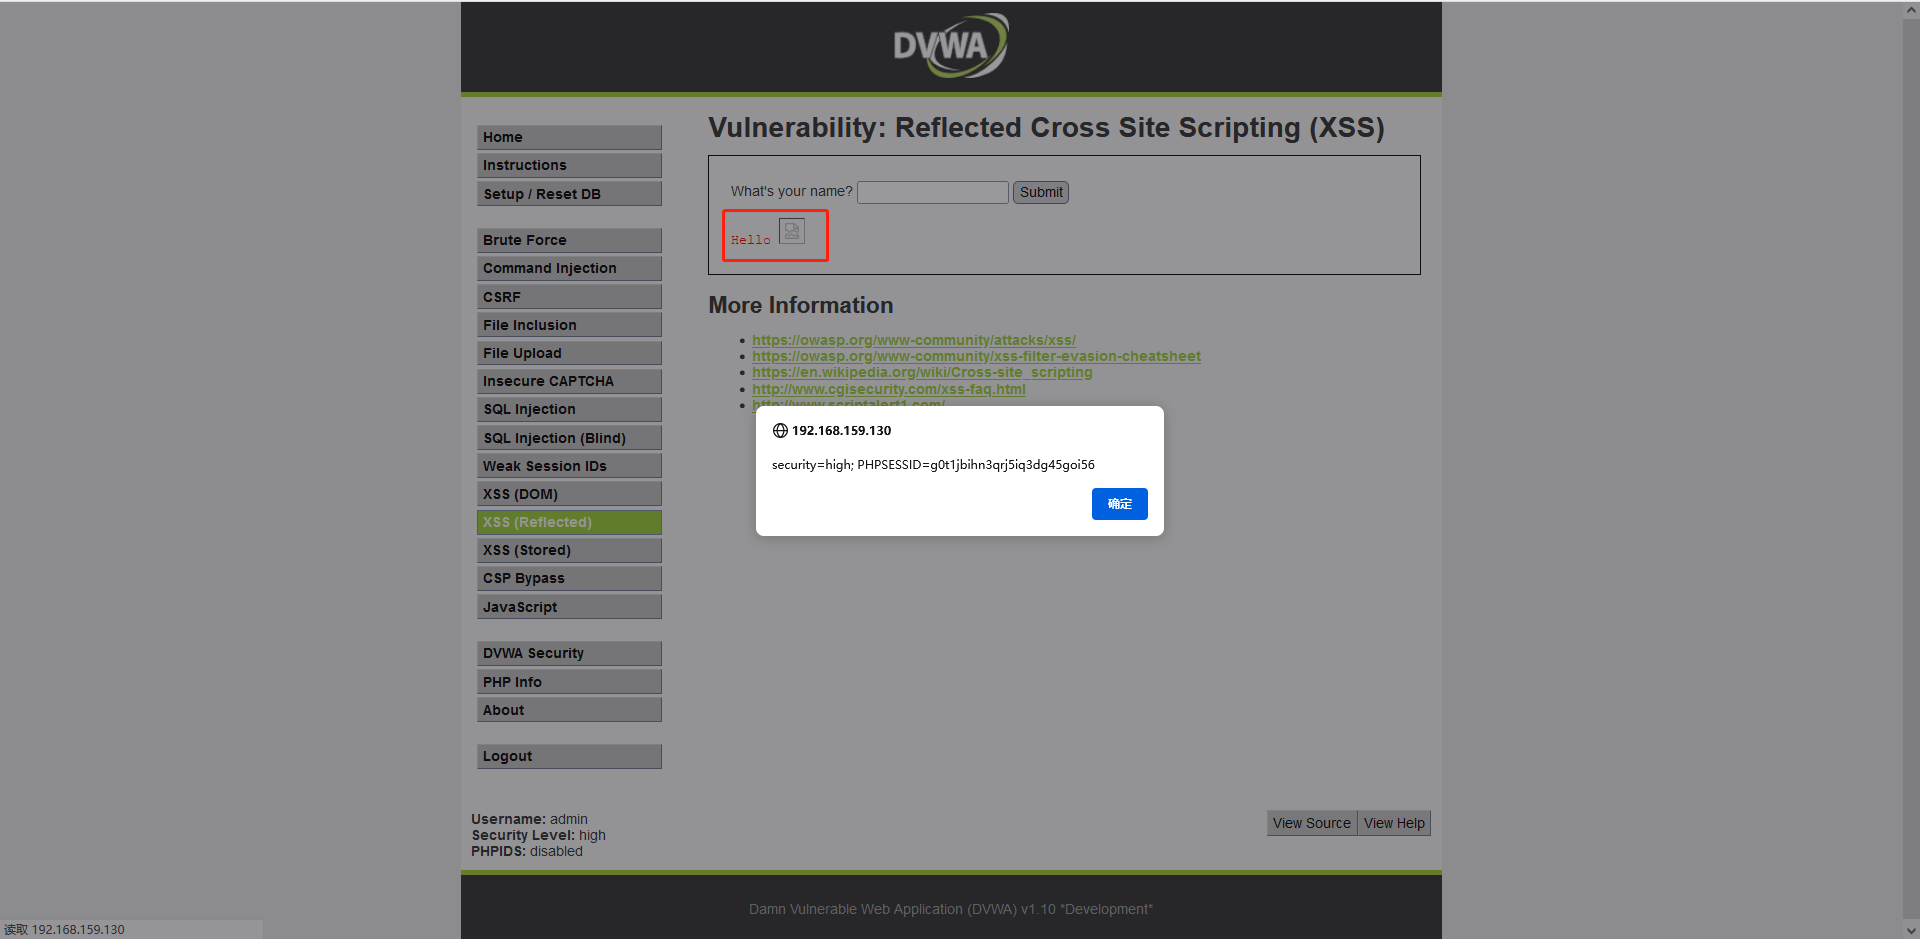 DVWA
Vulnerability: Reflected Cross Site Scripting (XSS)
Home
Instructions
Setup / Reset DB
Brute Force
Command Injection
CSRF
File Inclusion
File Upload
Insecure CAPTCHA
SQL Injection
SQL Injection (Blind)
Weak Session IDs
XSS (DOM)
XSS (Reflected)
XSS (Stored)
CSP Bypass
JavaScript
DVWA Security
PHP Info
About
Logout
What's your name? Submit
Hello
More Information
https://owasp.org/www-community/attacks/xss/
https://owasp.org/www-community/xss-filter-evasion-cheatsheet
https://en.wikipedia.org/wiki/Cross-site_scripting
http://www.cgisecurity.com/xss-faq.html
http://www.scriptalert1.com/
192.168.159.130
security=high; PHPSESSID=g0t1jbihn3qrj5iq3dg45goi56
确定
Username: admin
Security Level: high
PHPIDS: disabled
View Source View Help
Damn Vulnerable Web Application (DVWA) v1.10 *Development*
读取 192.168.159.130